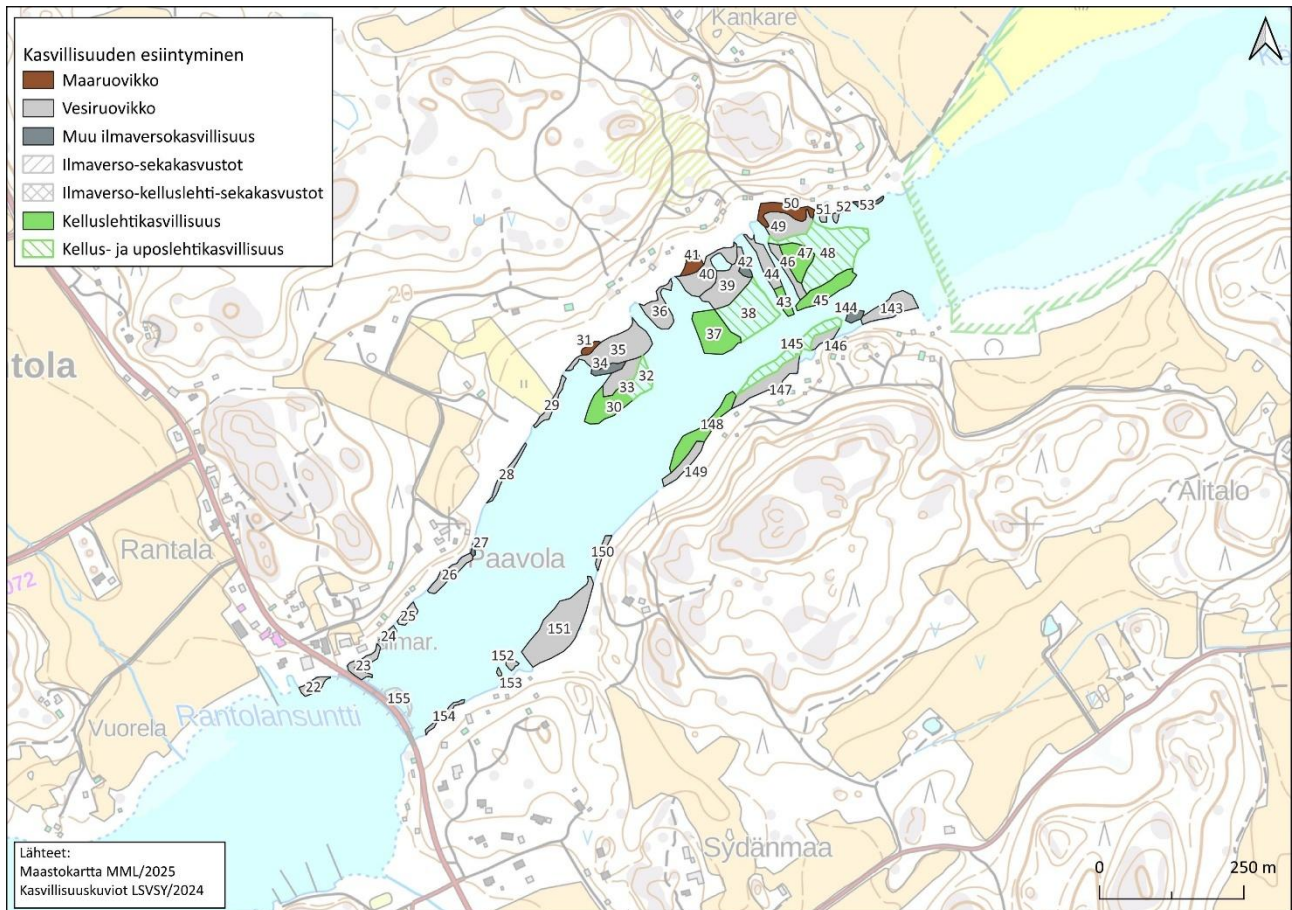 Kasvillisuuden esiintyminen
Maaruovikko
Vesiruovikko
Muu ilmaversokasvillisuus
Ilmaverso-sekakasvustot
Ilmaverso-kelluslehti-sekakasvustot
Kelluslehtikasvillisuus
Kellus- ja uposlehtikasvillisuus
Kankare
50
51
52
53
49
41
42
47
48
40
46
39
44
43
45
36
38
144
143
37
31
35
145
146
34
32
33
147
30
29
148
149
28
tola
Alitalo
Rantala
27
Paavola
150
26
072
25
24
151
23
152
153
22
155
154
Rantolansuntti
Vuorela
Sydänmaa
Lähteet:
Maastokartta MML/2025
Kasvillisuuskuviot LSVSY/2024
0
250 m